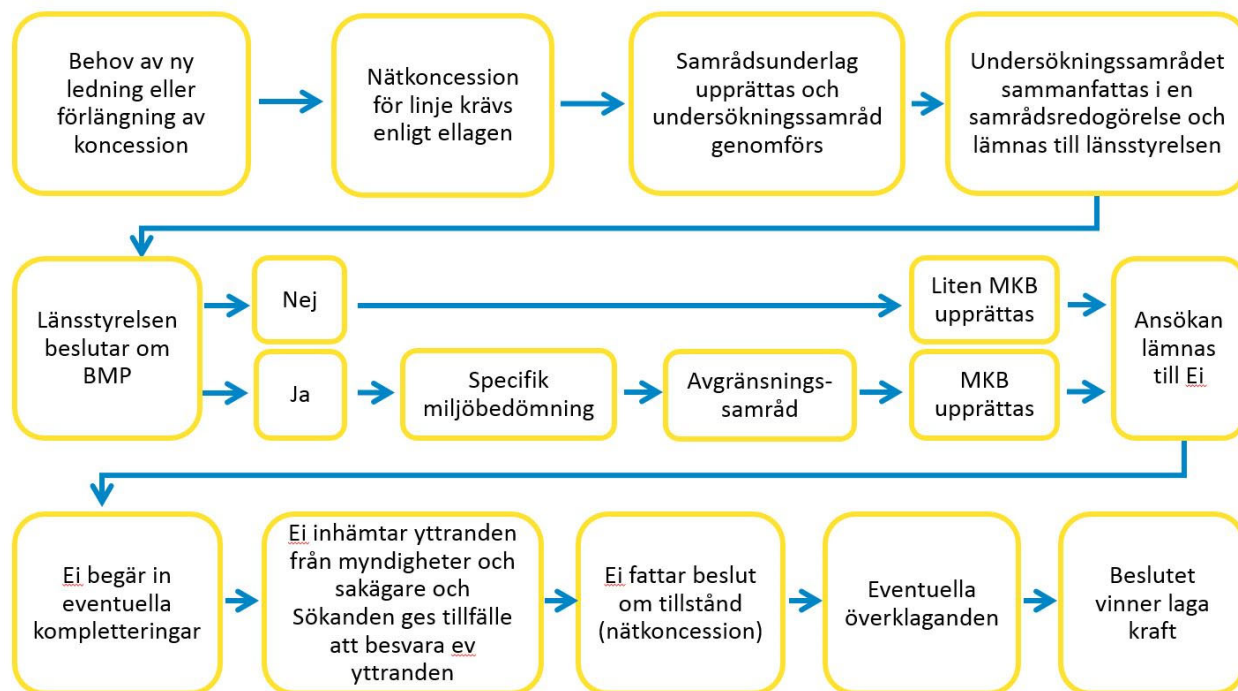 Behov av ny
ledning eller
förlängning av
koncession
Nätkoncession
för linje krävs
enligt ellagen
Samrådsunderlag
upprättas och
undersökningssamråd
genomförs
Undersökningssamrådet
sammanfattas i en
samrådsredogörelse och
lämnas till länsstyrelsen
Länsstyrelsen
beslutar om
BMP
Nej
Liten MKB
upprättas
Ja
Specifik
miljöbedömning
Avgränsnings-
samråd
MKB
upprättas
Ansökan
lämnas
till Ei
Ei begär in
eventuella
kompletteringar
Ei inhämtar yttranden
från myndigheter och
sakägare och
Sökanden ges tillfälle
att besvara ev
yttranden
Ei fattar beslut
om tillstånd
(nätkoncession)
Eventuella
överklaganden
Beslutet
vinner laga
kraft